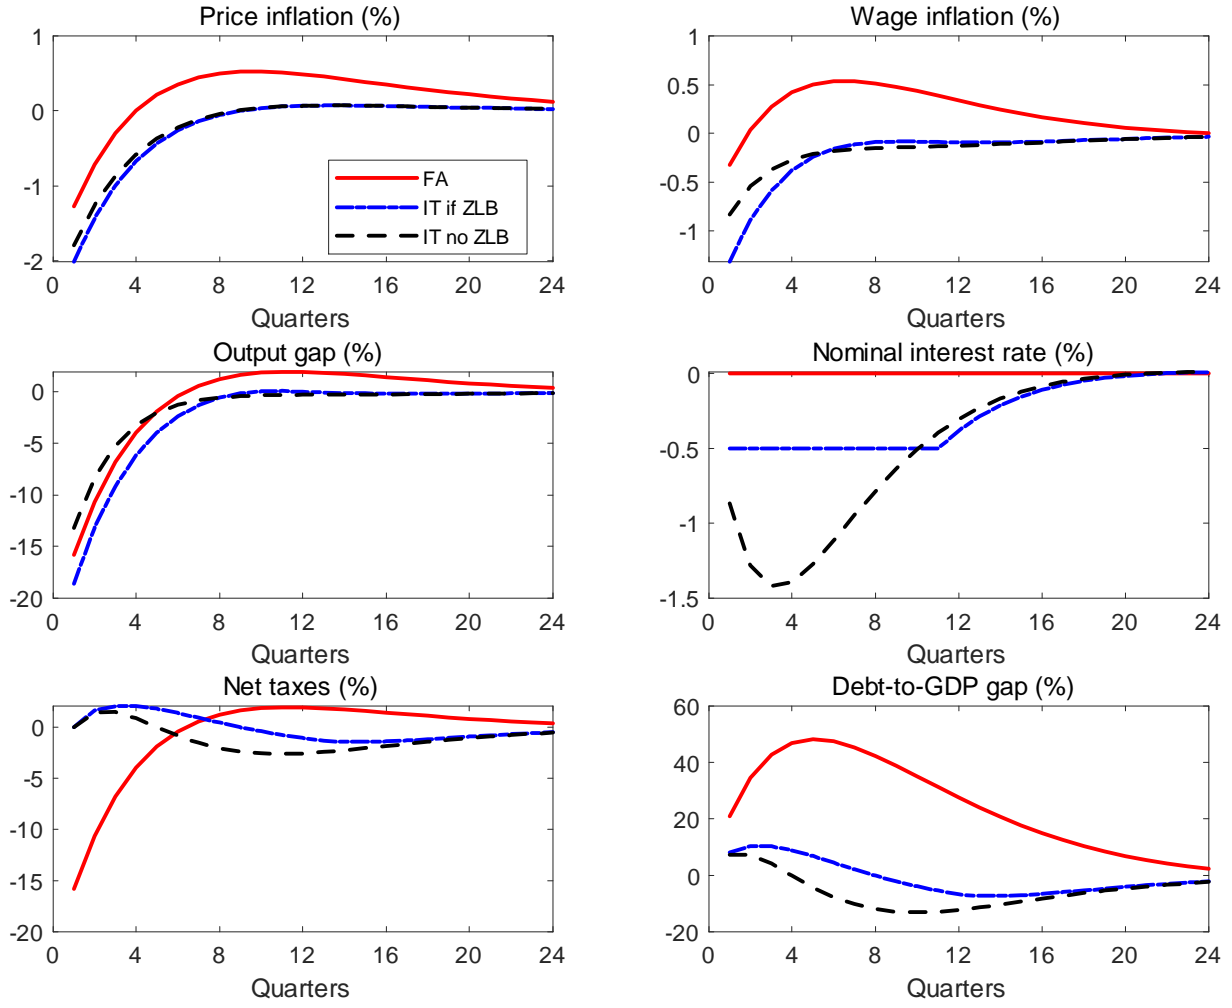 Price inflation (%)
1
0
-1
-2
0 4 8 12 16 20 24
Quarters
FA
IT if ZLB
IT no ZLB
Wage inflation (%)
1
0.5
0
-0.5
-1
0 4 8 12 16 20 24
Quarters
Output gap (%)
0
-5
-10
-15
-20
0 4 8 12 16 20 24
Quarters
Nominal interest rate (%)
0
-0.5
-1
-1.5
0 4 8 12 16 20 24
Quarters
Net taxes (%)
0
-5
-10
-15
-20
0 4 8 12 16 20 24
Quarters
Debt-to-GDP gap (%)
60
40
20
0
-20
0 4 8 12 16 20 24
Quarters